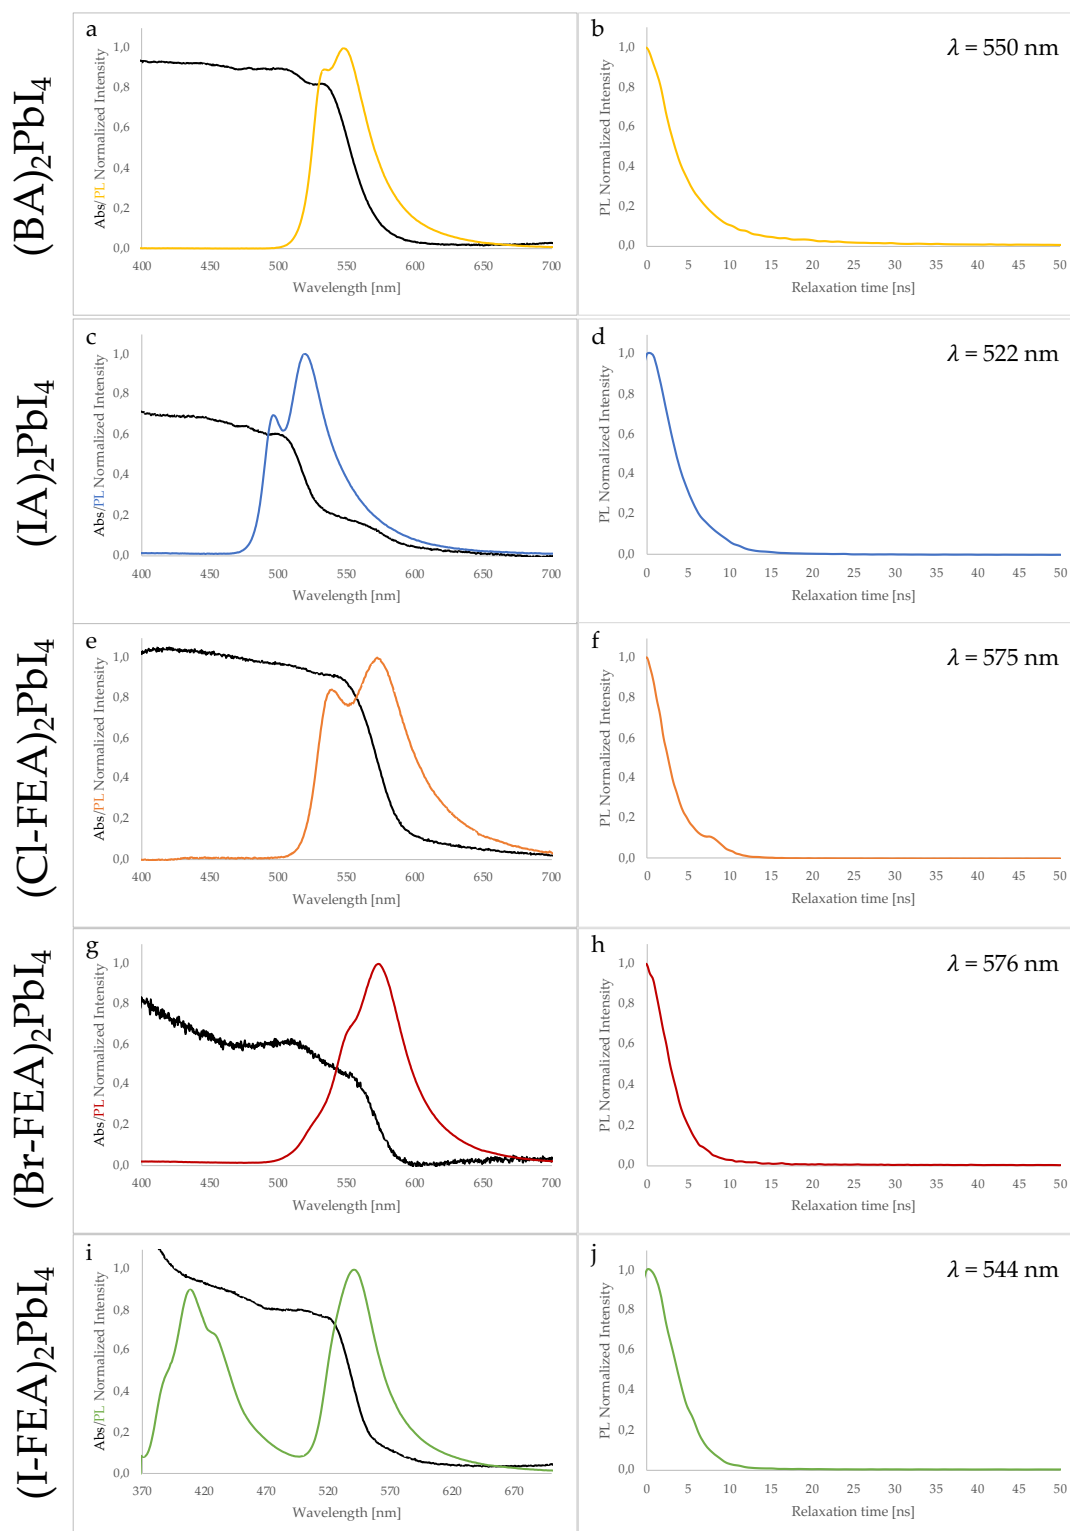 (BA)₂PbI₄
a
Abs/PL Normalized Intensity
1,0
0,8
0,6
0,4
0,2
0,0
400 450 500 550 600 650 700
Wavelength [nm]
b
λ = 550 nm
PL Normalized Intensity
1,0
0,8
0,6
0,4
0,2
0,0
0 5 10 15 20 25 30 35 40 45 50
Relaxation time [ns]
(IA)₂PbI₄
c
Abs/PL Normalized Intensity
1,0
0,8
0,6
0,4
0,2
0,0
400 450 500 550 600 650 700
Wavelength [nm]
d
λ = 522 nm
PL Normalized Intensity
1,0
0,8
0,6
0,4
0,2
0,0
0 5 10 15 20 25 30 35 40 45 50
Relaxation time [ns]
(Cl-FEA)₂PbI₄
e
Abs/PL Normalized Intensity
1,0
0,8
0,6
0,4
0,2
0,0
400 450 500 550 600 650 700
Wavelength [nm]
f
λ = 575 nm
PL Normalized Intensity
1,0
0,8
0,6
0,4
0,2
0,0
0 5 10 15 20 25 30 35 40 45 50
Relaxation time [ns]
(Br-FEA)₂PbI₄
g
Abs/PL Normalized Intensity
1,0
0,8
0,6
0,4
0,2
0,0
400 450 500 550 600 650 700
Wavelength [nm]
h
λ = 576 nm
PL Normalized Intensity
1,0
0,8
0,6
0,4
0,2
0,0
0 5 10 15 20 25 30 35 40 45 50
Relaxation time [ns]
(I-FEA)₂PbI₄
i
Abs/PL Normalized Intensity
1,0
0,8
0,6
0,4
0,2
0,0
370 420 470 520 570 620 670
Wavelength [nm]
j
λ = 544 nm
PL Normalized Intensity
1,0
0,8
0,6
0,4
0,2
0,0
0 5 10 15 20 25 30 35 40 45 50
Relaxation time [ns]